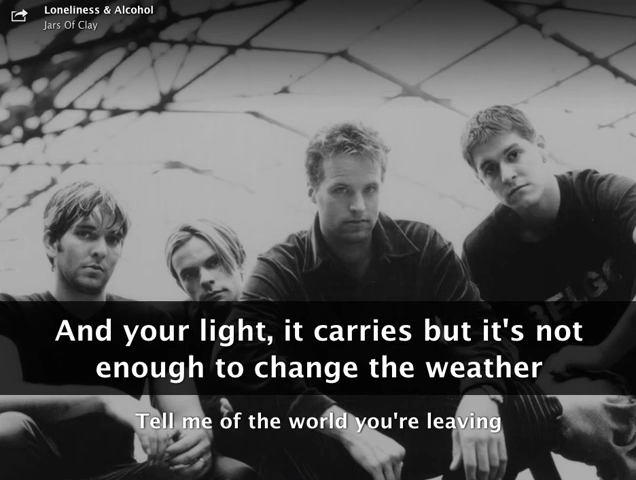 Loneliness & Alcohol
Jars Of Clay
And your light, it carries but it's not
enough to change the weather
Tell me of the world you're leaving